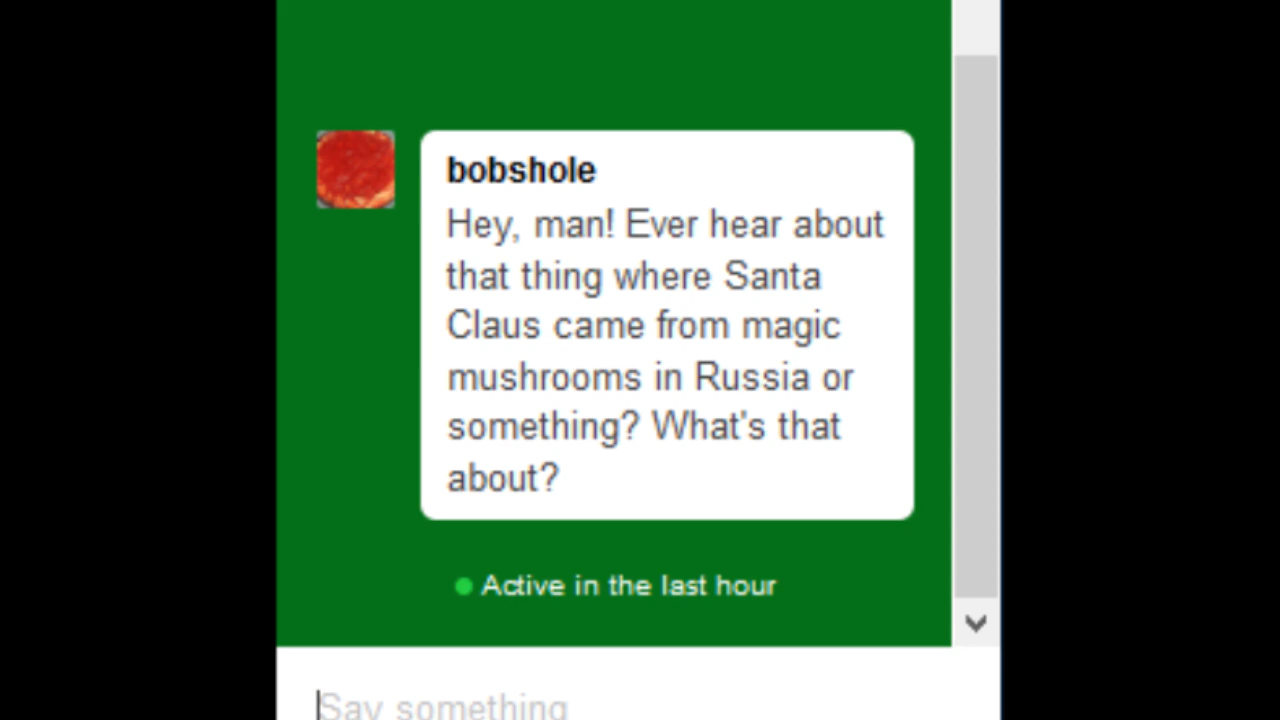 bobshole
Hey, man! Ever hear about
that thing where Santa
Claus came from magic
mushrooms in Russia or
something? What's that
about?
Active in the last hour
Say something